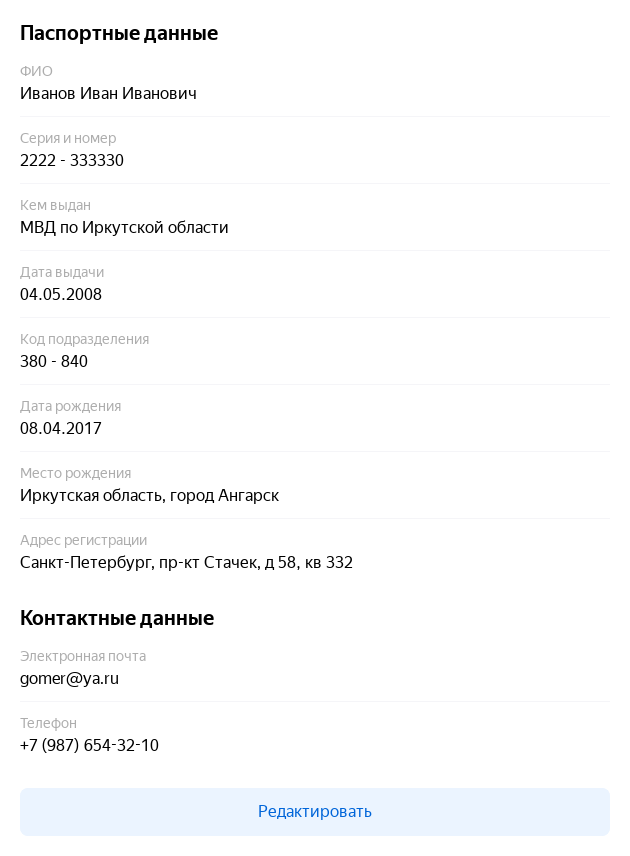 Паспортные данные
ФИО
Иванов Иван Иванович
Серия и номер
2222 - 333330
Кем выдан
МВД по Иркутской области
Дата выдачи
04.05.2008
Код подразделения
380 - 840
Дата рождения
08.04.2017
Место рождения
Иркутская область, город Ангарск
Адрес регистрации
Санкт-Петербург, пр-кт Стачек, д 58, кв 332
Контактные данные
Электронная почта
gomer@ya.ru
Телефон
+7 (987) 654-32-10
Редактировать